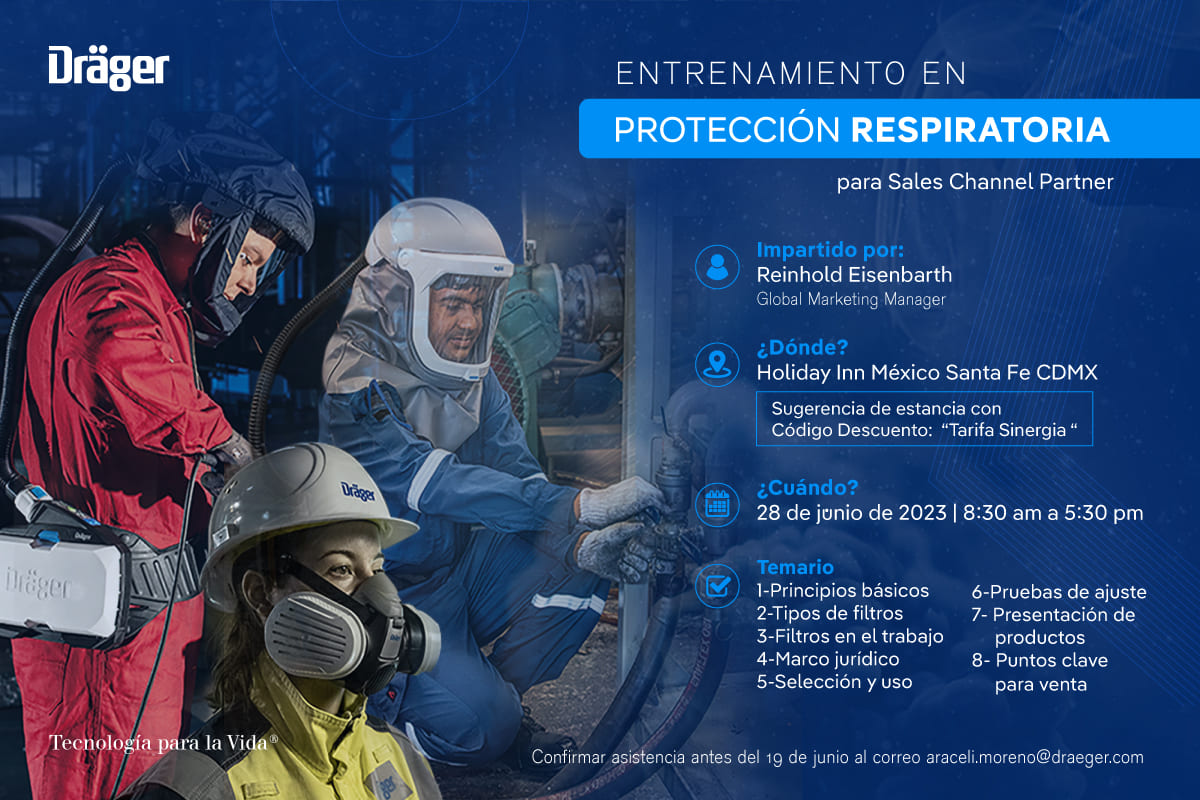 Dräger
ENTRENAMIENTO EN
PROTECCIÓN RESPIRATORIA
para Sales Channel Partner
Impartido por:
Reinhold Eisenbarth
Global Marketing Manager
¿Dónde?
Holiday Inn México Santa Fe CDMX
Sugerencia de estancia con
Código Descuento: “Tarifa Sinergia “
¿Cuándo?
28 de junio de 2023 | 8:30 am a 5:30 pm
Temario
1-Principios básicos
2-Tipos de filtros
3-Filtros en el trabajo
4-Marco jurídico
5-Selección y uso
6-Pruebas de ajuste
7- Presentación de
productos
8- Puntos clave
para venta
Dräger
Dräger
Dräger
Tecnología para la Vida®
Confirmar asistencia antes del 19 de junio al correo araceli.moreno@draeger.com